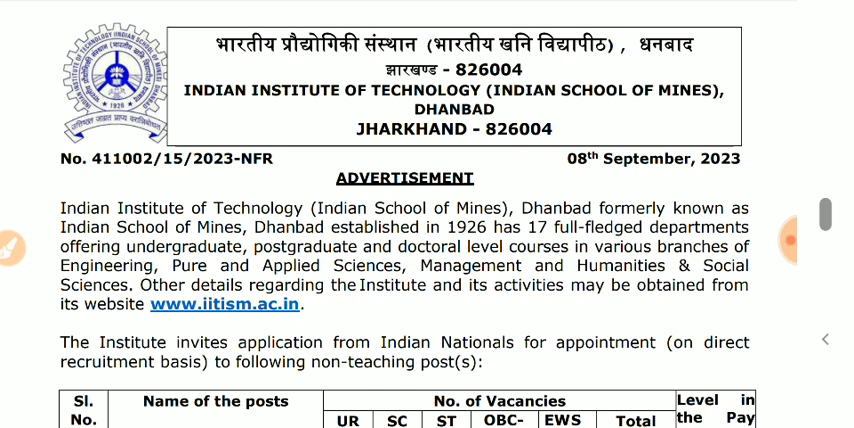 भारतीय प्रौद्योगिकी संस्थान (भारतीय खनि विद्यापीठ) , धनबाद
झारखण्ड - 826004
INDIAN INSTITUTE OF TECHNOLOGY (INDIAN SCHOOL OF MINES),
DHANBAD
JHARKHAND - 826004
No. 411002/15/2023-NFR 08th September, 2023
ADVERTISEMENT
Indian Institute of Technology (Indian School of Mines), Dhanbad formerly known as
Indian School of Mines, Dhanbad established in 1926 has 17 full-fledged departments
offering undergraduate, postgraduate and doctoral level courses in various branches of
Engineering, Pure and Applied Sciences, Management and Humanities & Social
Sciences. Other details regarding the Institute and its activities may be obtained from
its website www.iitism.ac.in.
The Institute invites application from Indian Nationals for appointment (on direct
recruitment basis) to following non-teaching post(s):
Sl. Name of the posts No. of Vacancies Level in
No. UR SC ST OBC- EWS Total the Pay